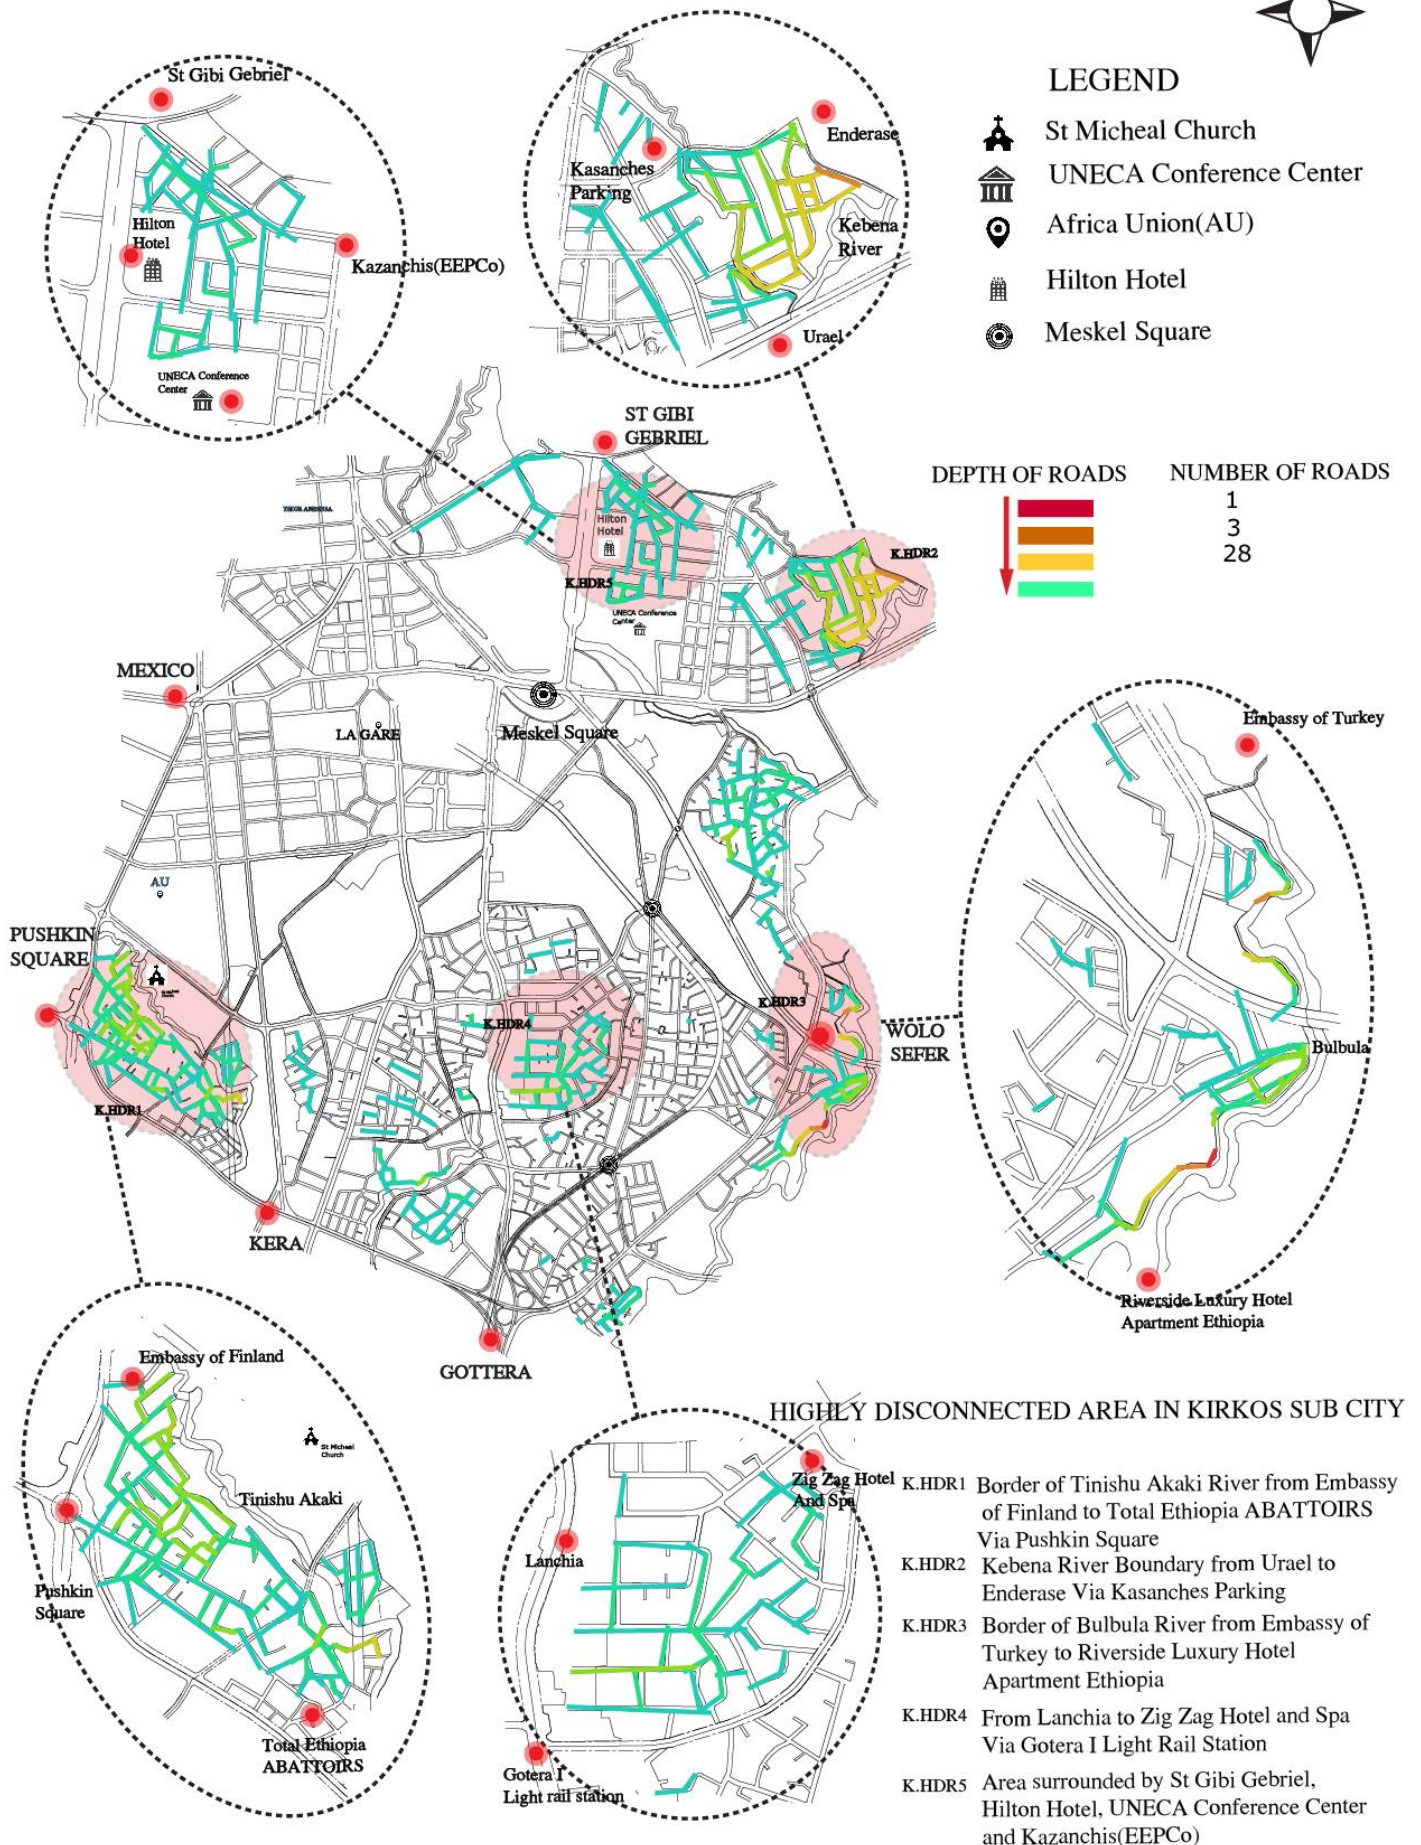 St Gibi Gebriel
Hilton
Hotel
Kazanchis(EEPCo)
UNECA Conference
Center
Kasanches
Parking
Enderase
Kebena
River
Urael
LEGEND
St Micheal Church
UNECA Conference Center
Africa Union(AU)
Hilton Hotel
Meskel Square
ST GIBI
GEBRIEL
Hilton
Hotel
K.HDR5
UNECA Conference
Center
K.HDR2
DEPTH OF ROADS
NUMBER OF ROADS
1
3
28
MEXICO
LA GARE
Meskel Square
AU
PUSHKIN
SQUARE
K.HDR1
K.HDR4
K.HDR3
WOLO
SEFER
KERA
GOTTERA
Embassy of Turkey
Bulbula
Riverside Luxury Hotel
Apartment Ethiopia
Embassy of Finland
St Micheal
Church
Tinishu Akaki
Pushkin
Square
Total Ethiopia
ABATTOIRS
Zig Zag Hotel
And Spa
Lanchia
Gotera I
Light rail station
HIGHLY DISCONNECTED AREA IN KIRKOS SUB CITY
K.HDR1 Border of Tinishu Akaki River from Embassy
of Finland to Total Ethiopia ABATTOIRS
Via Pushkin Square
K.HDR2 Kebena River Boundary from Urael to
Enderase Via Kasanches Parking
K.HDR3 Border of Bulbula River from Embassy of
Turkey to Riverside Luxury Hotel
Apartment Ethiopia
K.HDR4 From Lanchia to Zig Zag Hotel and Spa
Via Gotera I Light Rail Station
K.HDR5 Area surrounded by St Gibi Gebriel,
Hilton Hotel, UNECA Conference Center
and Kazanchis(EEPCo)